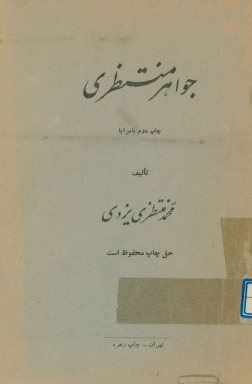 جواهر منتظری
چاپ دوم با مزایا
تألیف
محمد منتظری یزدی
حق چاپ محفوظ است
تهران - چاپ زهره